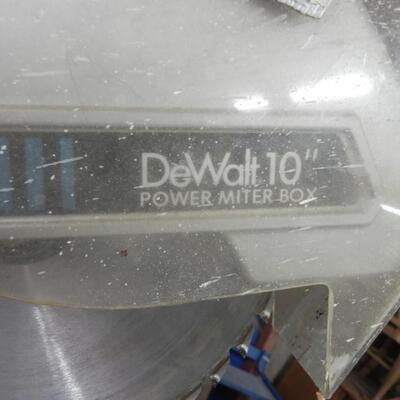 DeWalt 10"
POWER MITER BOX